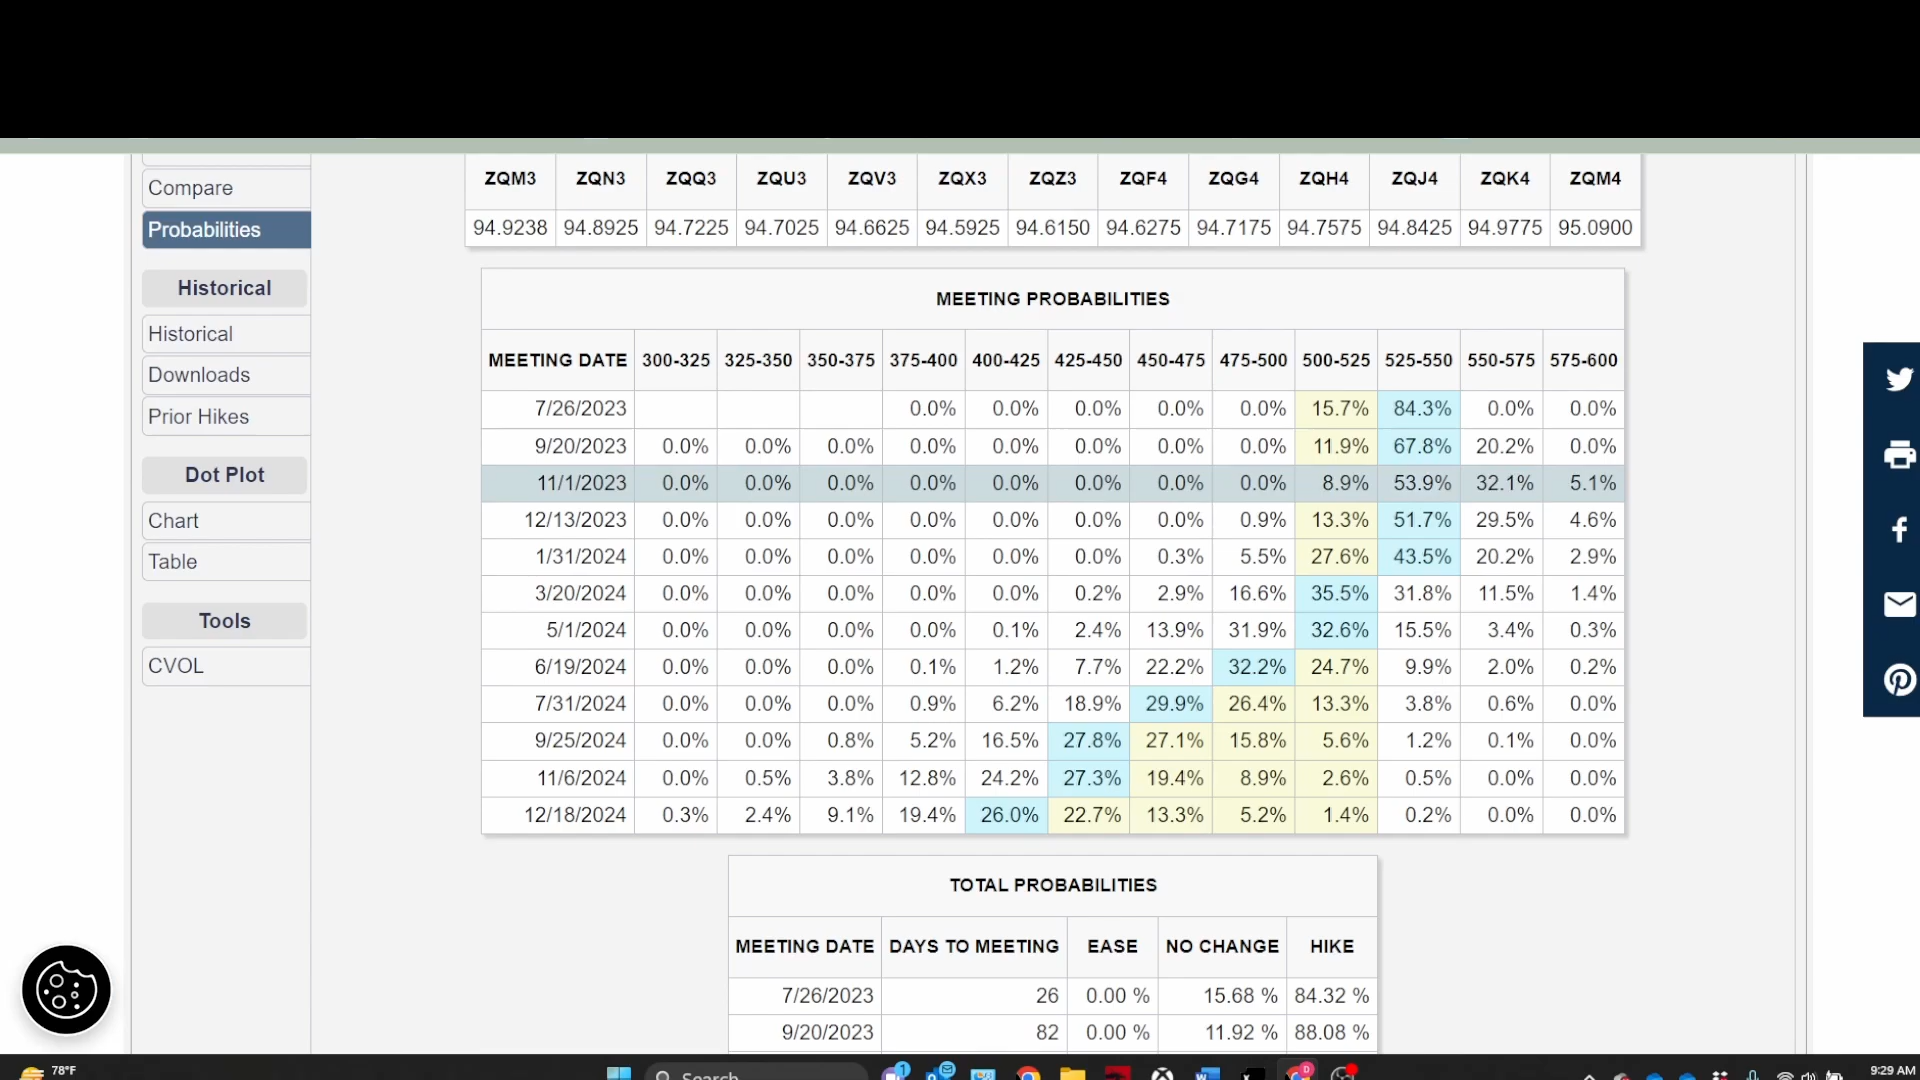 ZQM3 ZQN3 ZQQ3 ZQU3 ZQV3 ZQX3 ZQZ3 ZQF4 ZQG4 ZQH4 ZQJ4 ZQK4 ZQM4
94.9238 94.8925 94.7225 94.7025 94.6625 94.5925 94.6150 94.6275 94.7175 94.7575 94.8425 94.9775 95.0900
Compare
Probabilities
Historical
Historical
Downloads
Prior Hikes
Dot Plot
Chart
Table
Tools
CVOL
MEETING PROBABILITIES
MEETING DATE 300-325 325-350 350-375 375-400 400-425 425-450 450-475 475-500 500-525 525-550 550-575 575-600
7/26/2023 0.0% 0.0% 0.0% 0.0% 0.0% 15.7% 84.3% 0.0% 0.0%
9/20/2023 0.0% 0.0% 0.0% 0.0% 0.0% 0.0% 0.0% 0.0% 11.9% 67.8% 20.2% 0.0%
11/1/2023 0.0% 0.0% 0.0% 0.0% 0.0% 0.0% 0.0% 0.0% 8.9% 53.9% 32.1% 5.1%
12/13/2023 0.0% 0.0% 0.0% 0.0% 0.0% 0.0% 0.0% 0.9% 13.3% 51.7% 29.5% 4.6%
1/31/2024 0.0% 0.0% 0.0% 0.0% 0.0% 0.0% 0.3% 5.5% 27.6% 43.5% 20.2% 2.9%
3/20/2024 0.0% 0.0% 0.0% 0.0% 0.0% 0.2% 2.9% 16.6% 35.5% 31.8% 11.5% 1.4%
5/1/2024 0.0% 0.0% 0.0% 0.0% 0.1% 2.4% 13.9% 31.9% 32.6% 15.5% 3.4% 0.3%
6/19/2024 0.0% 0.0% 0.0% 0.1% 1.2% 7.7% 22.2% 32.2% 24.7% 9.9% 2.0% 0.2%
7/31/2024 0.0% 0.0% 0.0% 0.9% 6.2% 18.9% 29.9% 26.4% 13.3% 3.8% 0.6% 0.0%
9/25/2024 0.0% 0.0% 0.8% 5.2% 16.5% 27.8% 27.1% 15.8% 5.6% 1.2% 0.1% 0.0%
11/6/2024 0.0% 0.5% 3.8% 12.8% 24.2% 27.3% 19.4% 8.9% 2.6% 0.5% 0.0% 0.0%
12/18/2024 0.3% 2.4% 9.1% 19.4% 26.0% 22.7% 13.3% 5.2% 1.4% 0.2% 0.0% 0.0%
TOTAL PROBABILITIES
MEETING DATE DAYS TO MEETING EASE NO CHANGE HIKE
7/26/2023 26 0.00 % 15.68 % 84.32 %
9/20/2023 82 0.00 % 11.92 % 88.08 %
78°F
Search
9:29 AM